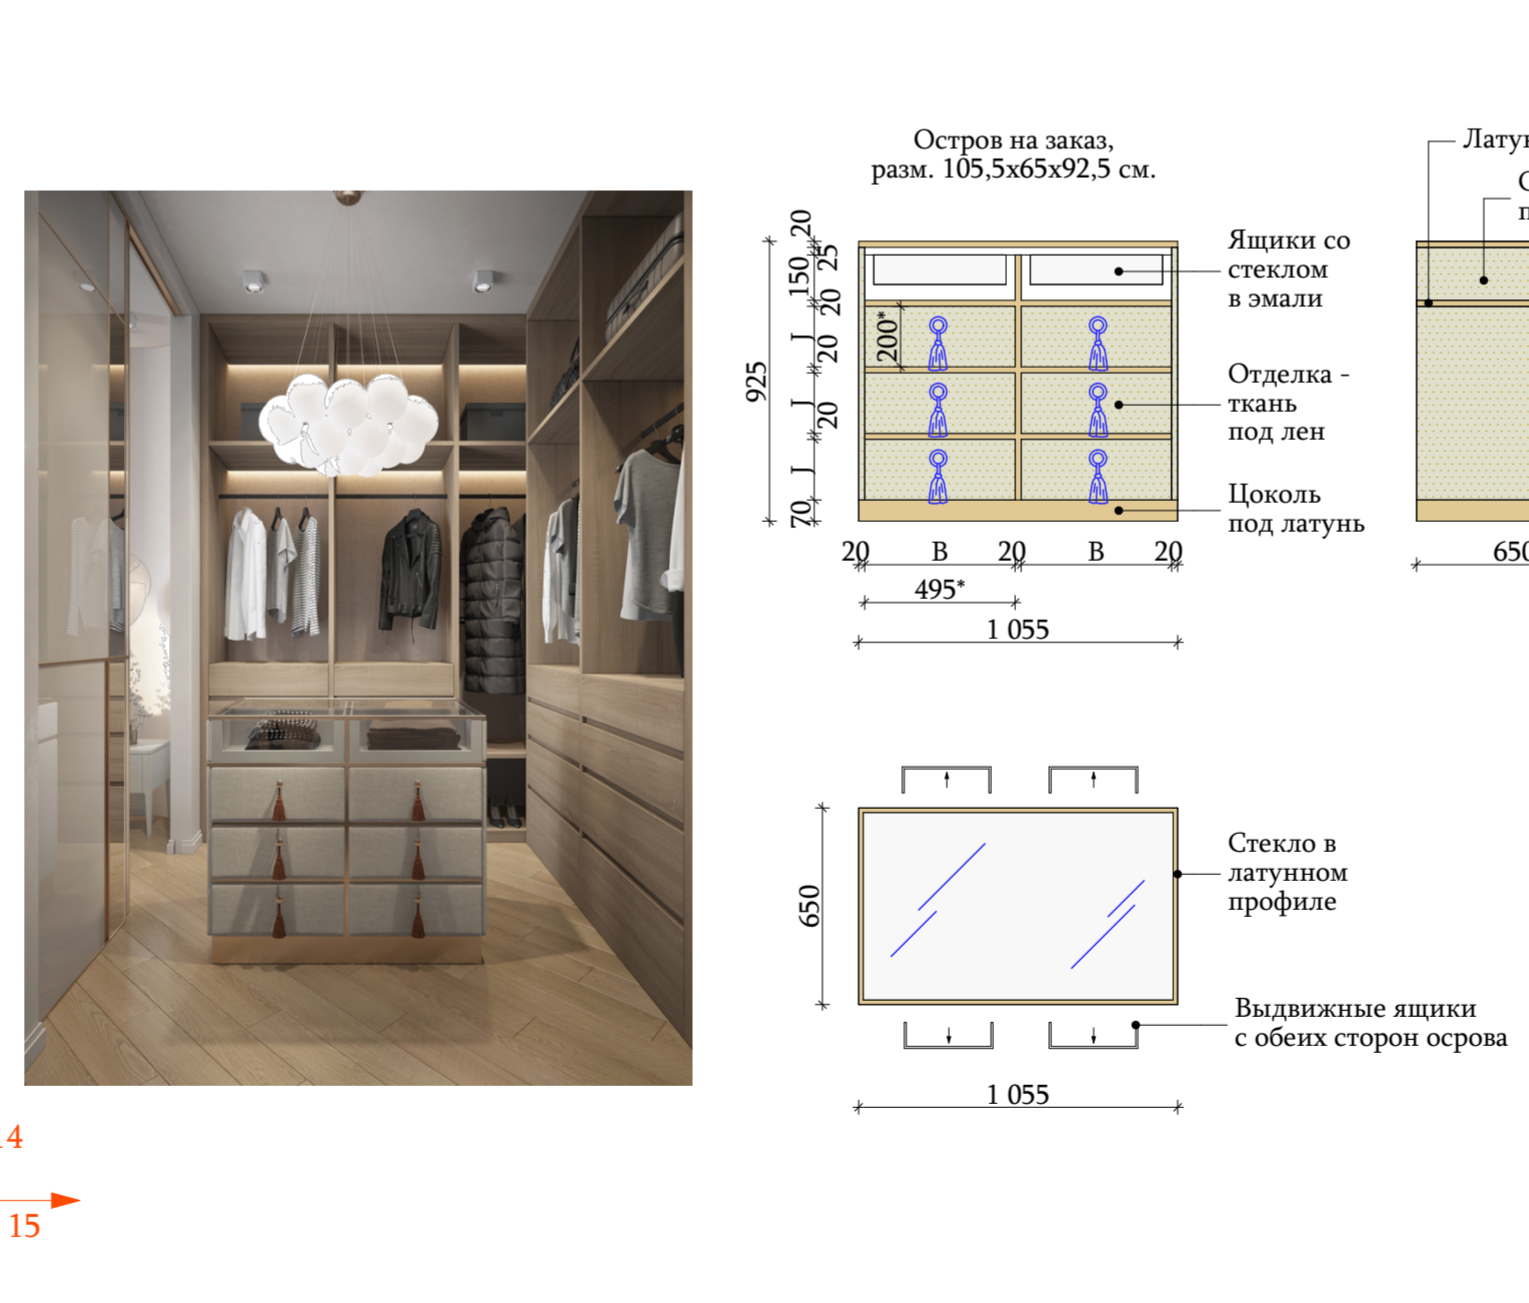 Остров на заказ,
разм. 105,5х65х92,5 см.
20
25
150
20
J
20
J
20
J
70
925
200*
Ящики со
стеклом
в эмали
Отделка -
ткань
под лен
Цоколь
под латунь
20 B 20 B 20
495*
1 055
650
Стекло в
латунном
профиле
Выдвижные ящики
с обеих сторон осрова
1 055
14
15